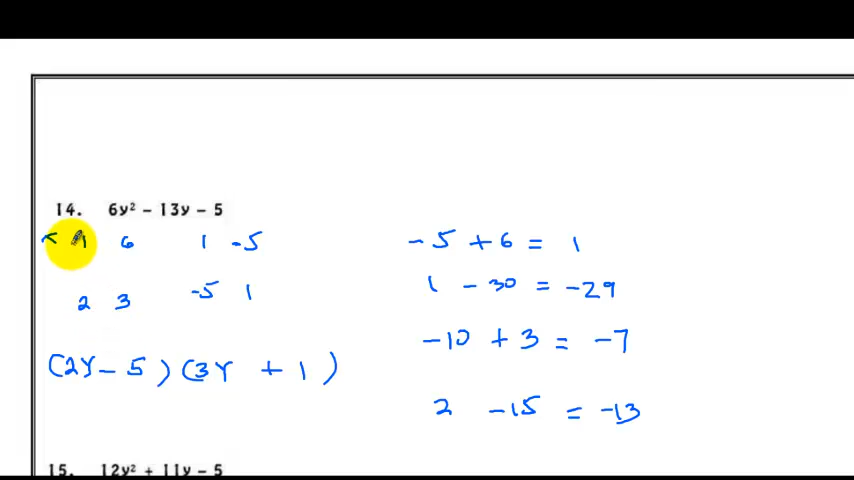 14. 6y² – 13y – 5
1 6 1 -5 - 5 + 6 = 1
1 - 30 = -29
2 3 -5 1
-10 + 3 = -7
(2Y - 5) (3Y + 1)
2 -15 = -13
15. 12y² + 11y – 5